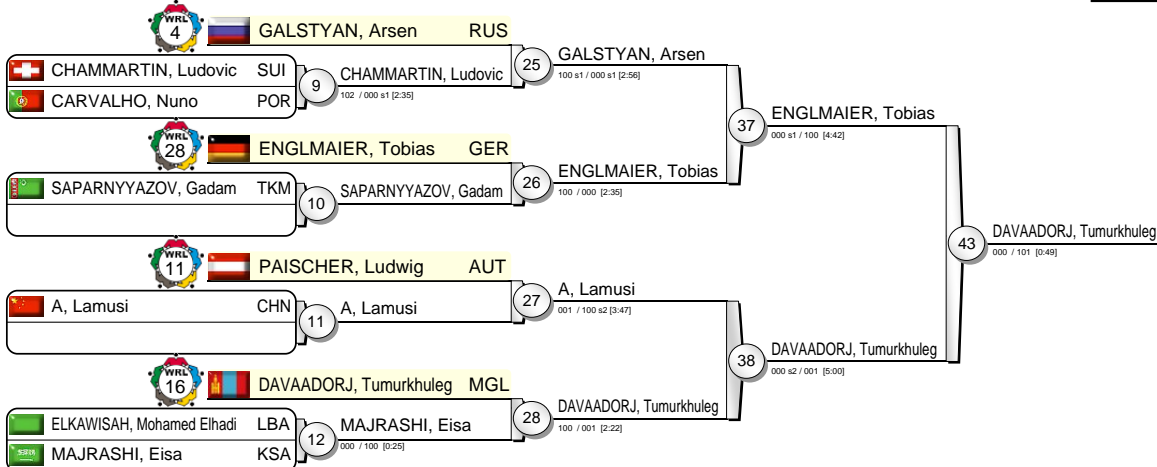 WRL
4
GALSTYAN, Arsen RUS
CHAMMARTIN, Ludovic SUI
CARVALHO, Nuno POR
9
CHAMMARTIN, Ludovic
102 / 000 s1 [2:35]
25
GALSTYAN, Arsen
100 s1 / 000 s1 [2:56]
WRL
28
ENGLMAIER, Tobias GER
SAPARNYYAZOV, Gadam TKM
10
SAPARNYYAZOV, Gadam
26
ENGLMAIER, Tobias
100 / 000 [2:35]
37
ENGLMAIER, Tobias
000 s1 / 100 [4:42]
WRL
11
PAISCHER, Ludwig AUT
A, Lamusi CHN
11
A, Lamusi
27
A, Lamusi
001 / 100 s2 [3:47]
WRL
16
DAVAADORJ, Tumurkhuleg MGL
ELKAWISAH, Mohamed Elhadi LBA
MAJRASHI, Eisa KSA
12
MAJRASHI, Eisa
000 / 100 [0:25]
28
DAVAADORJ, Tumurkhuleg
100 / 001 [2:22]
38
DAVAADORJ, Tumurkhuleg
000 s2 / 001 [5:00]
43
DAVAADORJ, Tumurkhuleg
000 / 101 [0:49]